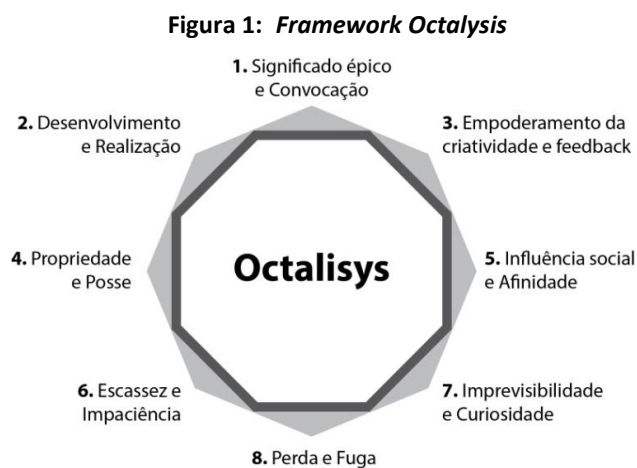 Figura 1: Framework Octalysis
1. Significado épico
e Convocação
2. Desenvolvimento
e Realização
3. Empoderamento da
criatividade e feedback
4. Propriedade
e Posse
Octalisys
5. Influência social
e Afinidade
6. Escassez e
Impaciência
7. Imprevisibilidade
e Curiosidade
8. Perda e Fuga